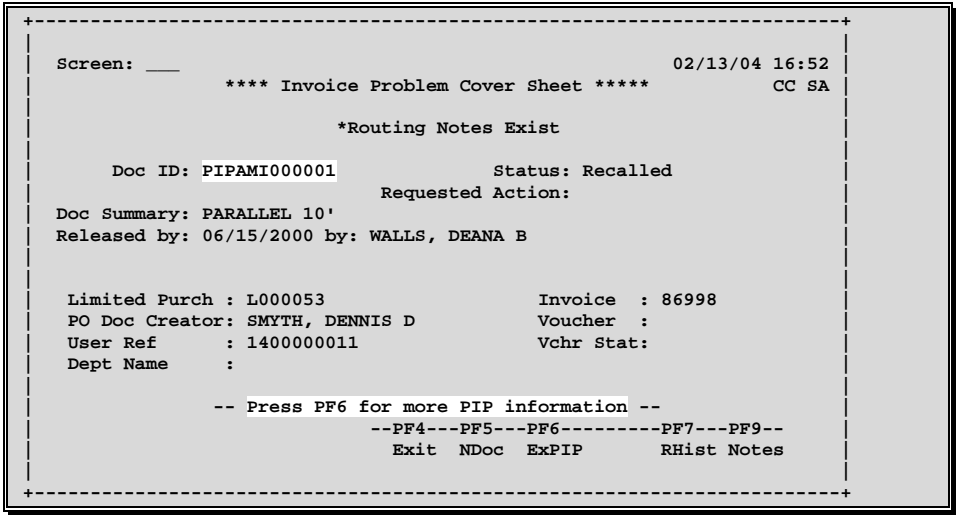 Screen: ___ 02/13/04 16:52
**** Invoice Problem Cover Sheet ***** CC SA
*Routing Notes Exist
Doc ID: PIPAMI000001 Status: Recalled
Requested Action:
Doc Summary: PARALLEL 10'
Released by: 06/15/2000 by: WALLS, DEANA B
Limited Purch : L000053 Invoice : 86998
PO Doc Creator: SMYTH, DENNIS D Voucher :
User Ref : 1400000011 Vchr Stat:
Dept Name :
-- Press PF6 for more PIP information --
--PF4---PF5---PF6---------PF7---PF9--
Exit NDoc ExPIP RHist Notes